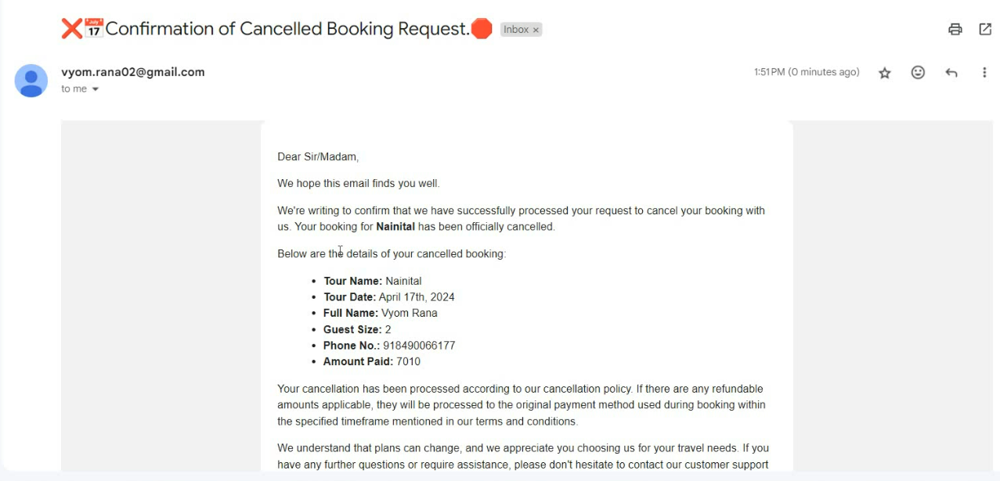 ❌📅Confirmation of Cancelled Booking Request.🛑 Inbox ×
vyom.rana02@gmail.com 1:51 PM (0 minutes ago)
to me
Dear Sir/Madam,
We hope this email finds you well.
We're writing to confirm that we have successfully processed your request to cancel your booking with
us. Your booking for Nainital has been officially cancelled.
Below are the details of your cancelled booking:
• Tour Name: Nainital
• Tour Date: April 17th, 2024
• Full Name: Vyom Rana
• Guest Size: 2
• Phone No.: 918490066177
• Amount Paid: 7010
Your cancellation has been processed according to our cancellation policy. If there are any refundable
amounts applicable, they will be processed to the original payment method used during booking within
the specified timeframe mentioned in our terms and conditions.
We understand that plans can change, and we appreciate you choosing us for your travel needs. If you
have any further questions or require assistance, please don't hesitate to contact our customer support